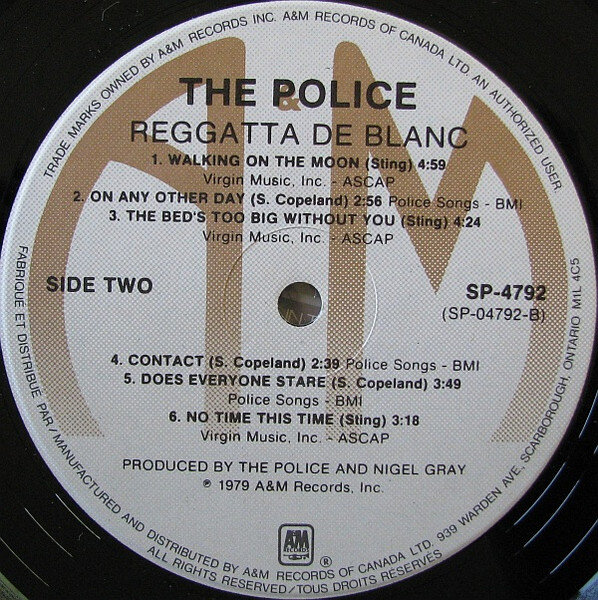 TRADE MARKS OWNED BY A&M RECORDS INC. A&M RECORDS OF CANADA LTD. AN AUTHORIZED USER.
THE POLICE
&
REGGATTA DE BLANC
1. WALKING ON THE MOON (Sting) 4:59
Virgin Music, Inc. - ASCAP
2. ON ANY OTHER DAY (S. Copeland) 2:56 Police Songs - BMI
3. THE BED'S TOO BIG WITHOUT YOU (Sting) 4:24
Virgin Music, Inc. - ASCAP
SIDE TWO
SP-4792
(SP-04792-B)
4. CONTACT (S. Copeland) 2:39 Police Songs - BMI
5. DOES EVERYONE STARE (S. Copeland) 3:49
Police Songs - BMI
6. NO TIME THIS TIME (Sting) 3:18
Virgin Music, Inc. - ASCAP
PRODUCED BY THE POLICE AND NIGEL GRAY
℗ 1979 A&M Records, Inc.
A&M
RECORDS
®
FABRIQUÉ ET DISTRIBUÉ PAR / MANUFACTURED AND DISTRIBUTED BY A&M RECORDS OF CANADA LTD. 939 WARDEN AVE, SCARBOROUGH, ONTARIO M1L 4C5
ALL RIGHTS RESERVED / TOUS DROITS RESERVÉS